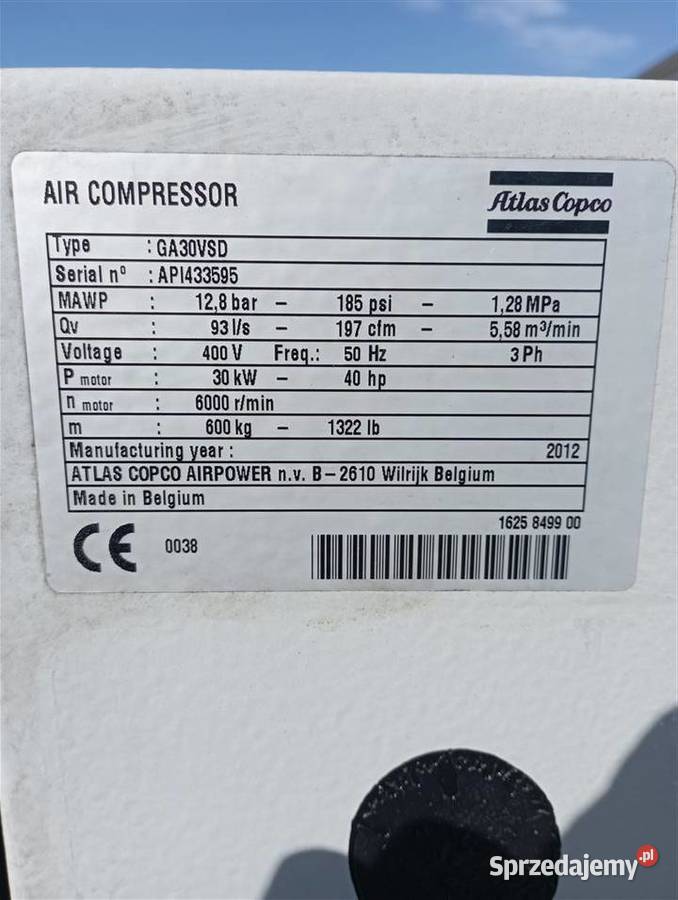 AIR COMPRESSOR
Atlas Copco
Type : GA30VSD
Serial nº : API433595
MAWP : 12,8 bar – 185 psi – 1,28 MPa
Qv : 93 l/s – 197 cfm – 5,58 m³/min
Voltage : 400 V Freq.: 50 Hz 3 Ph
P motor : 30 kW – 40 hp
n motor : 6000 r/min
m : 600 kg – 1322 lb
Manufacturing year : 2012
ATLAS COPCO AIRPOWER n.v. B–2610 Wilrijk Belgium
Made in Belgium
1625 8499 00
CE 0038
Sprzedajemy.pl